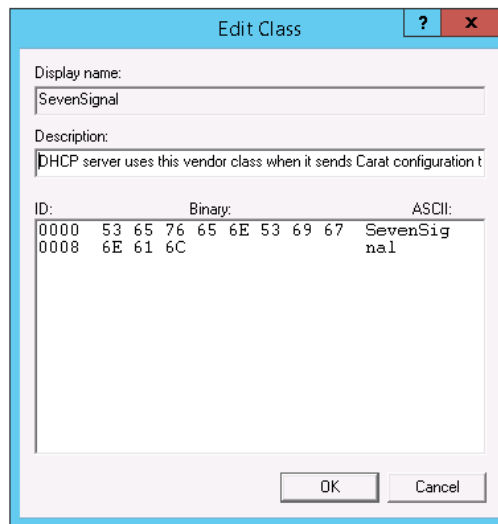 Edit Class
? x
Display name:
SevenSignal
Description:
DHCP server uses this vendor class when it sends Carat configuration t
ID: Binary: ASCII:
0000 53 65 76 65 6E 53 69 67 SevenSig
0008 6E 61 6C nal
OK Cancel